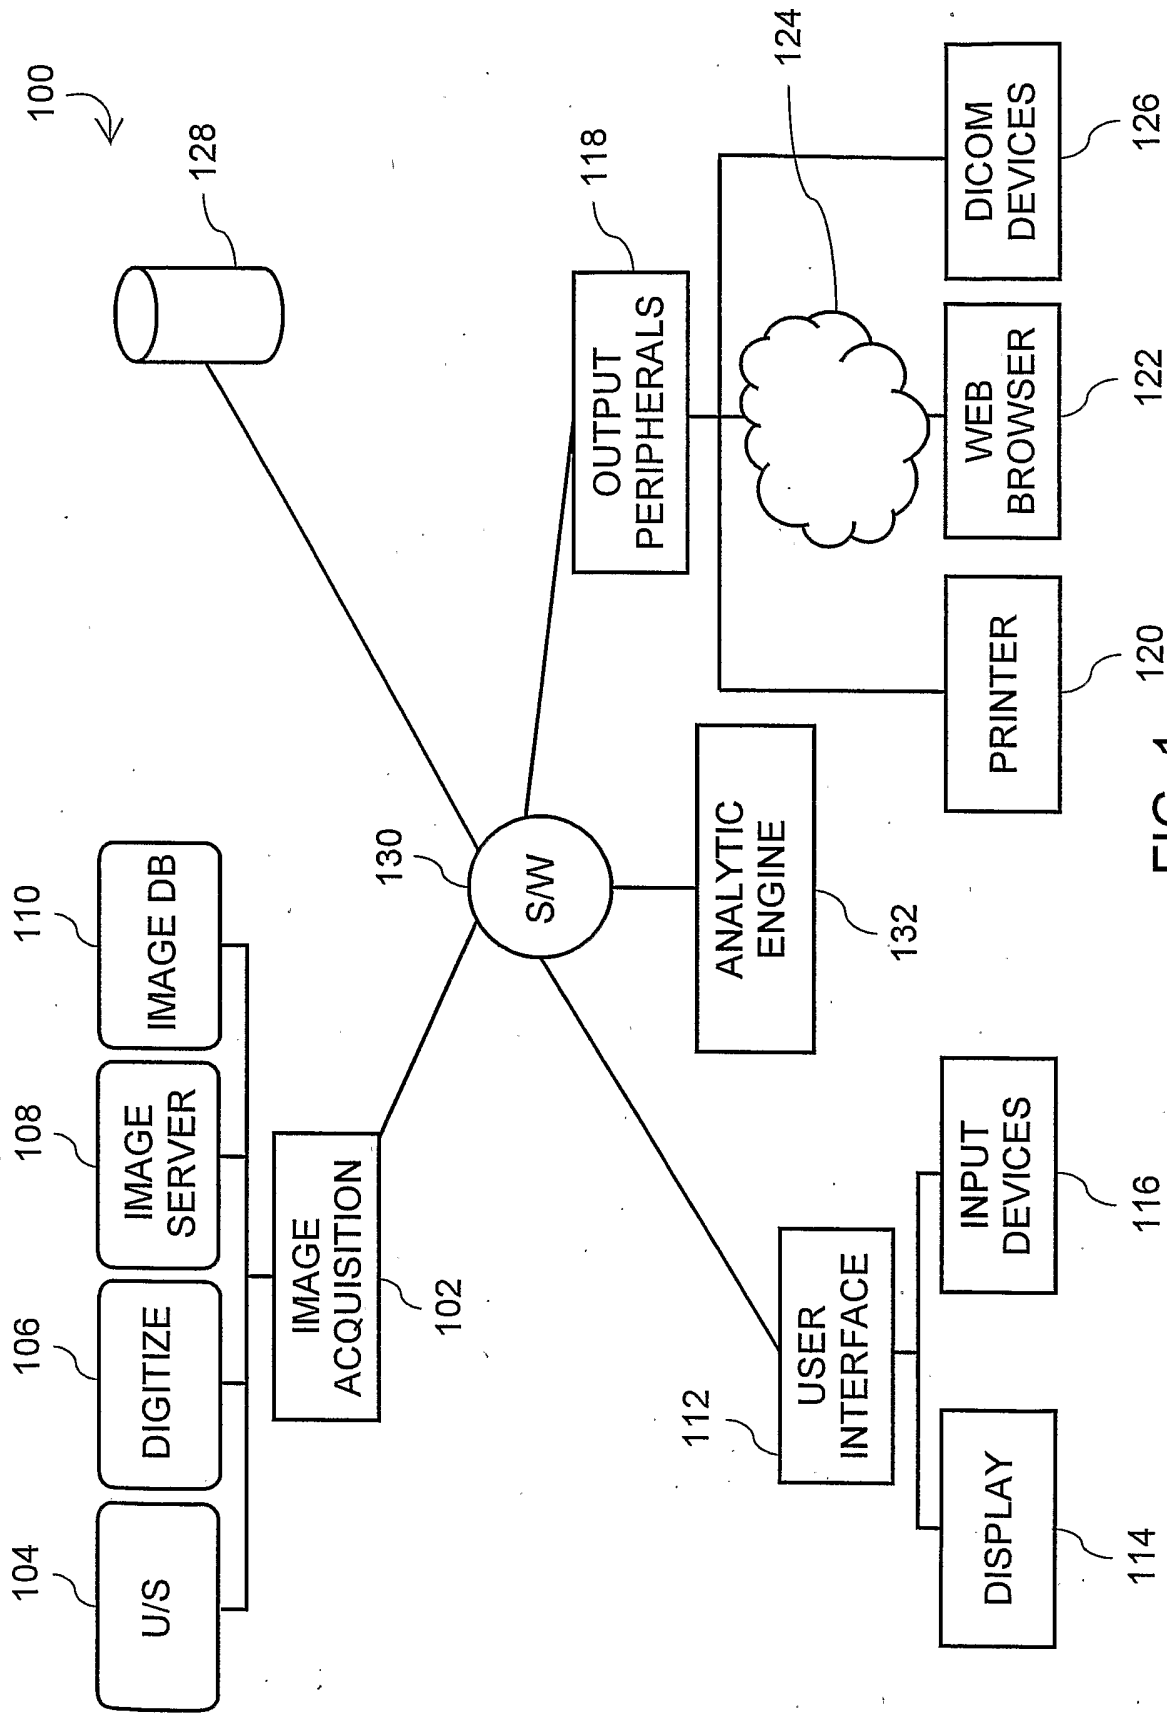 100
104
106
108
110
128
U/S
DIGITIZE
IMAGE
SERVER
IMAGE DB
IMAGE
ACQUISITION
102
130
S/W
118
OUTPUT
PERIPHERALS
124
112
USER
INTERFACE
ANALYTIC
ENGINE
132
DISPLAY
INPUT
DEVICES
PRINTER
WEB
BROWSER
DICOM
DEVICES
114
116
120
122
126
FIG. 1